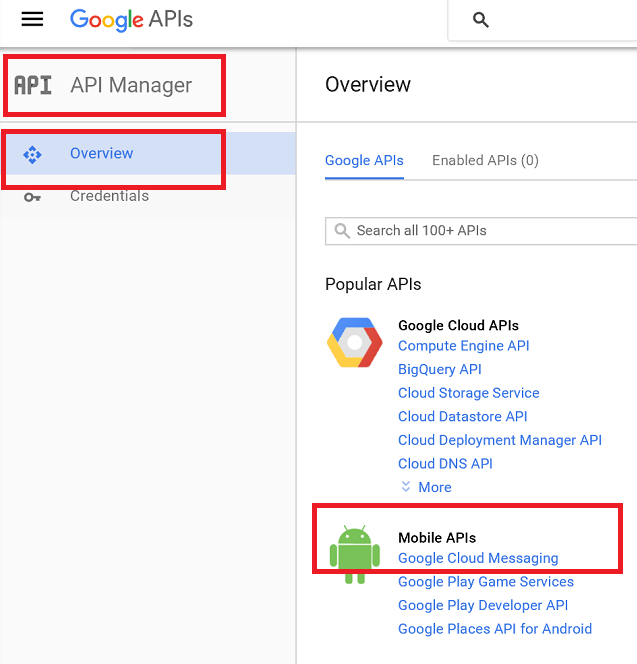 Google APIs
API API Manager
Overview
Credentials
Overview
Google APIs Enabled APIs (0)
Search all 100+ APIs
Popular APIs
Google Cloud APIs
Compute Engine API
BigQuery API
Cloud Storage Service
Cloud Datastore API
Cloud Deployment Manager API
Cloud DNS API
More
Mobile APIs
Google Cloud Messaging
Google Play Game Services
Google Play Developer API
Google Places API for Android